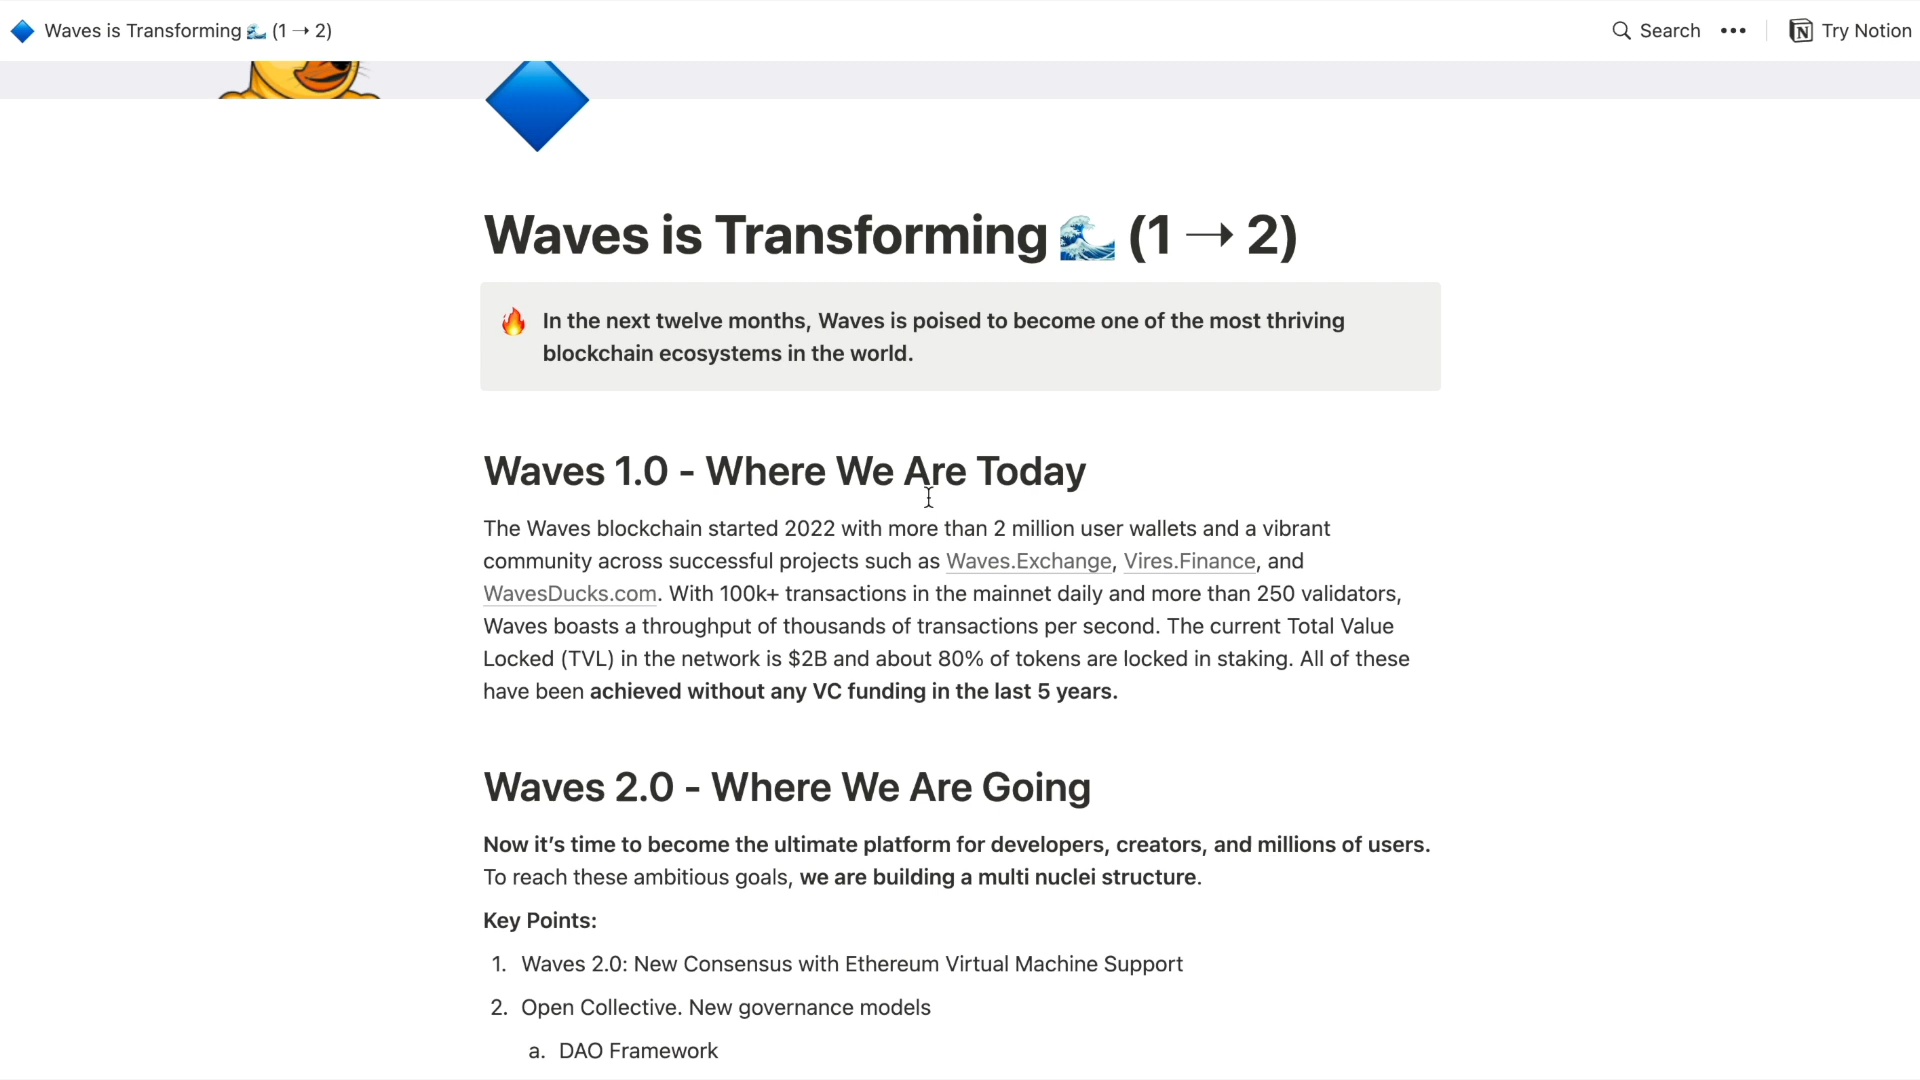 Waves is Transforming 🌊 (1 → 2)
Search
Try Notion
Waves is Transforming 🌊 (1 → 2)
In the next twelve months, Waves is poised to become one of the most thriving
blockchain ecosystems in the world.
Waves 1.0 - Where We Are Today
The Waves blockchain started 2022 with more than 2 million user wallets and a vibrant
community across successful projects such as Waves.Exchange, Vires.Finance, and
WavesDucks.com. With 100k+ transactions in the mainnet daily and more than 250 validators,
Waves boasts a throughput of thousands of transactions per second. The current Total Value
Locked (TVL) in the network is $2B and about 80% of tokens are locked in staking. All of these
have been achieved without any VC funding in the last 5 years.
Waves 2.0 - Where We Are Going
Now it’s time to become the ultimate platform for developers, creators, and millions of users.
To reach these ambitious goals, we are building a multi nuclei structure.
Key Points:
1. Waves 2.0: New Consensus with Ethereum Virtual Machine Support
2. Open Collective. New governance models
a. DAO Framework